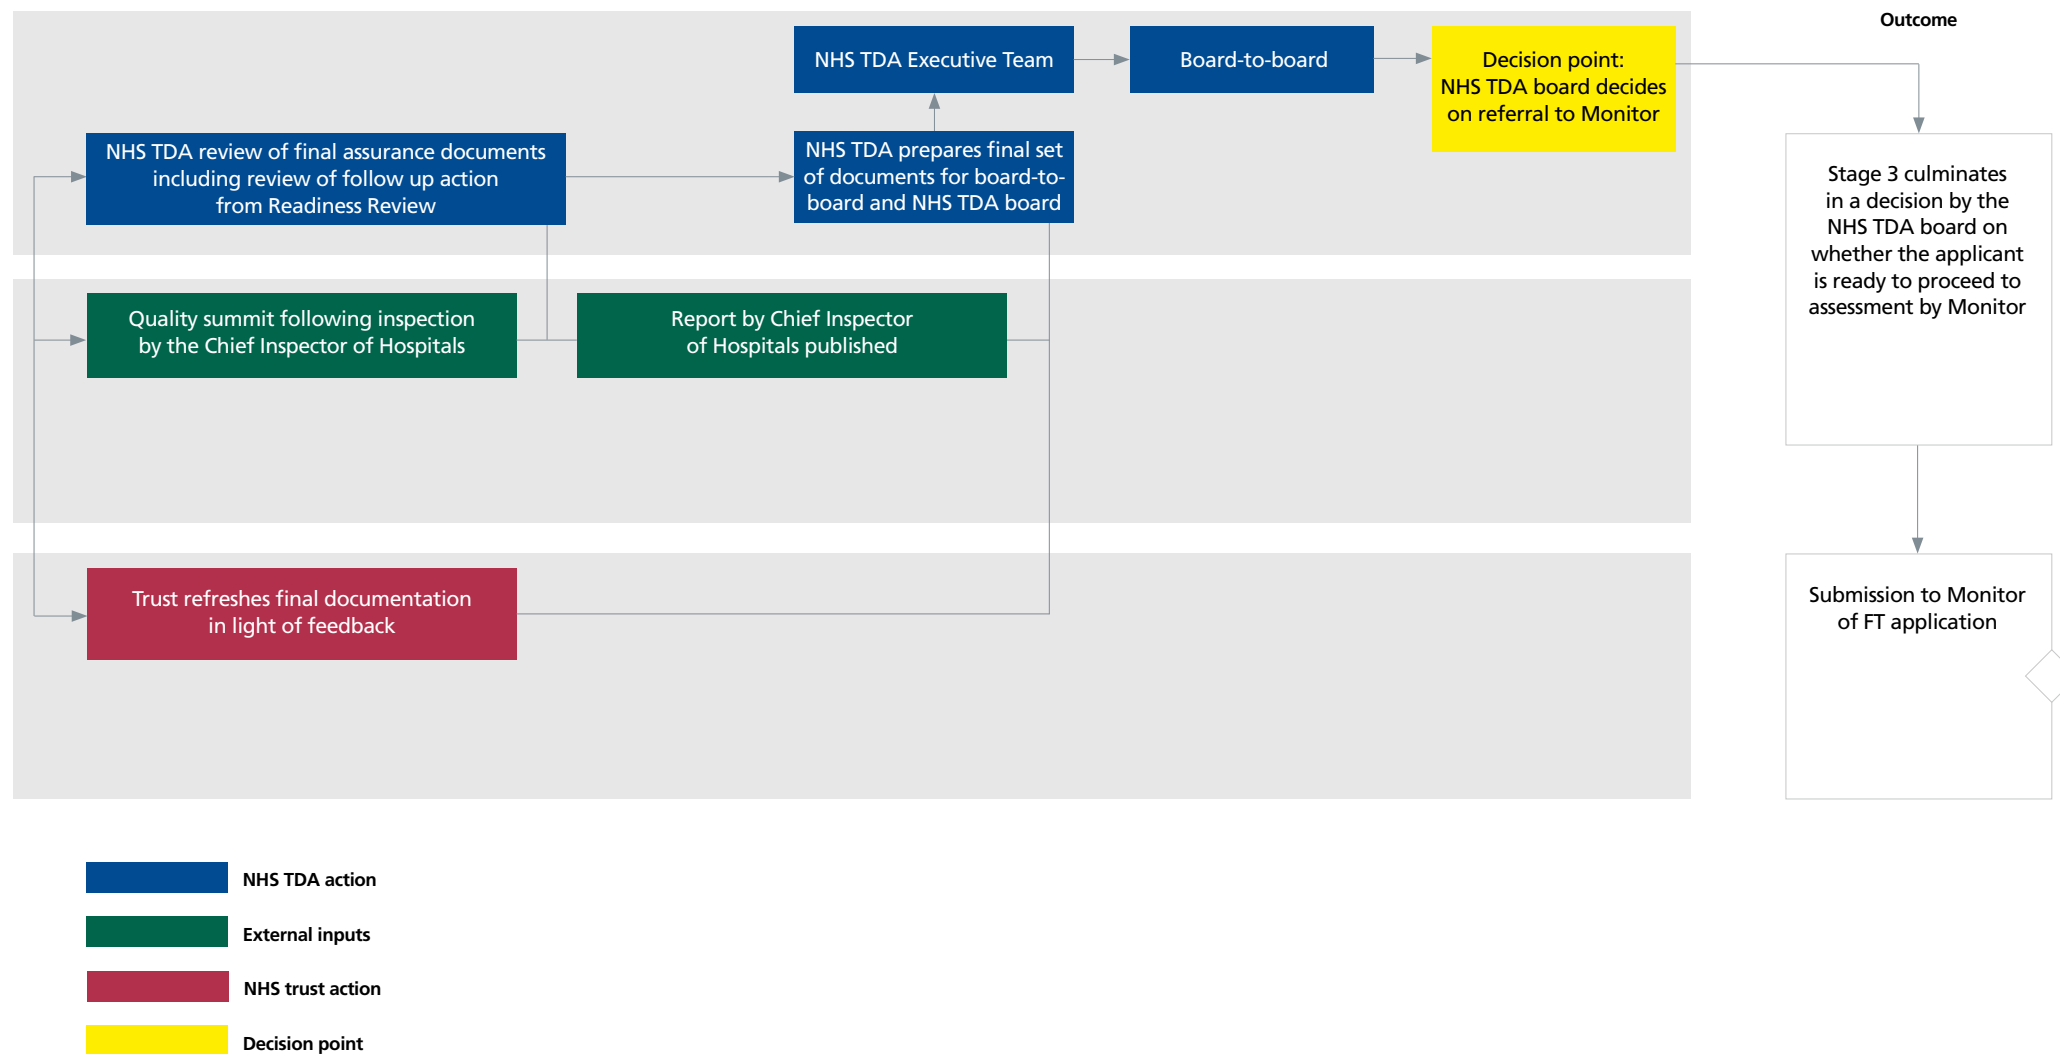 Outcome
NHS TDA Executive Team
Board-to-board
Decision point:
NHS TDA board decides
on referral to Monitor
NHS TDA review of final assurance documents
including review of follow up action
from Readiness Review
NHS TDA prepares final set
of documents for board-to-
board and NHS TDA board
Stage 3 culminates
in a decision by the
NHS TDA board on
whether the applicant
is ready to proceed to
assessment by Monitor
Quality summit following inspection
by the Chief Inspector of Hospitals
Report by Chief Inspector
of Hospitals published
Trust refreshes final documentation
in light of feedback
Submission to Monitor
of FT application
NHS TDA action
External inputs
NHS trust action
Decision point